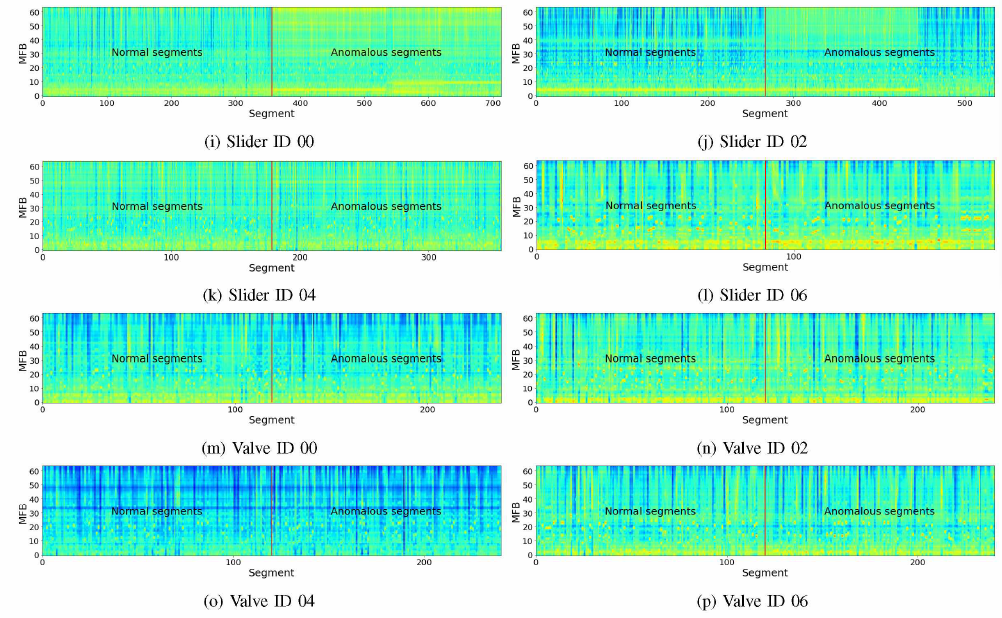 MFB
60
50
40
30
20
10
0
Normal segments
Anomalous segments
0 100 200 300 400 500 600 700
Segment
(i) Slider ID 00
MFB
60
50
40
30
20
10
0
Normal segments
Anomalous segments
0 100 200 300 400 500
Segment
(j) Slider ID 02
MFB
60
50
40
30
20
10
0
Normal segments
Anomalous segments
0 100 200 300
Segment
(k) Slider ID 04
MFB
60
50
40
30
20
10
0
Normal segments
Anomalous segments
0 100
Segment
(l) Slider ID 06
MFB
60
50
40
30
20
10
0
Normal segments
Anomalous segments
0 100 200
Segment
(m) Valve ID 00
MFB
60
50
40
30
20
10
0
Normal segments
Anomalous segments
0 100 200
Segment
(n) Valve ID 02
MFB
60
50
40
30
20
10
0
Normal segments
Anomalous segments
0 100 200
Segment
(o) Valve ID 04
MFB
60
50
40
30
20
10
0
Normal segments
Anomalous segments
0 100 200
Segment
(p) Valve ID 06